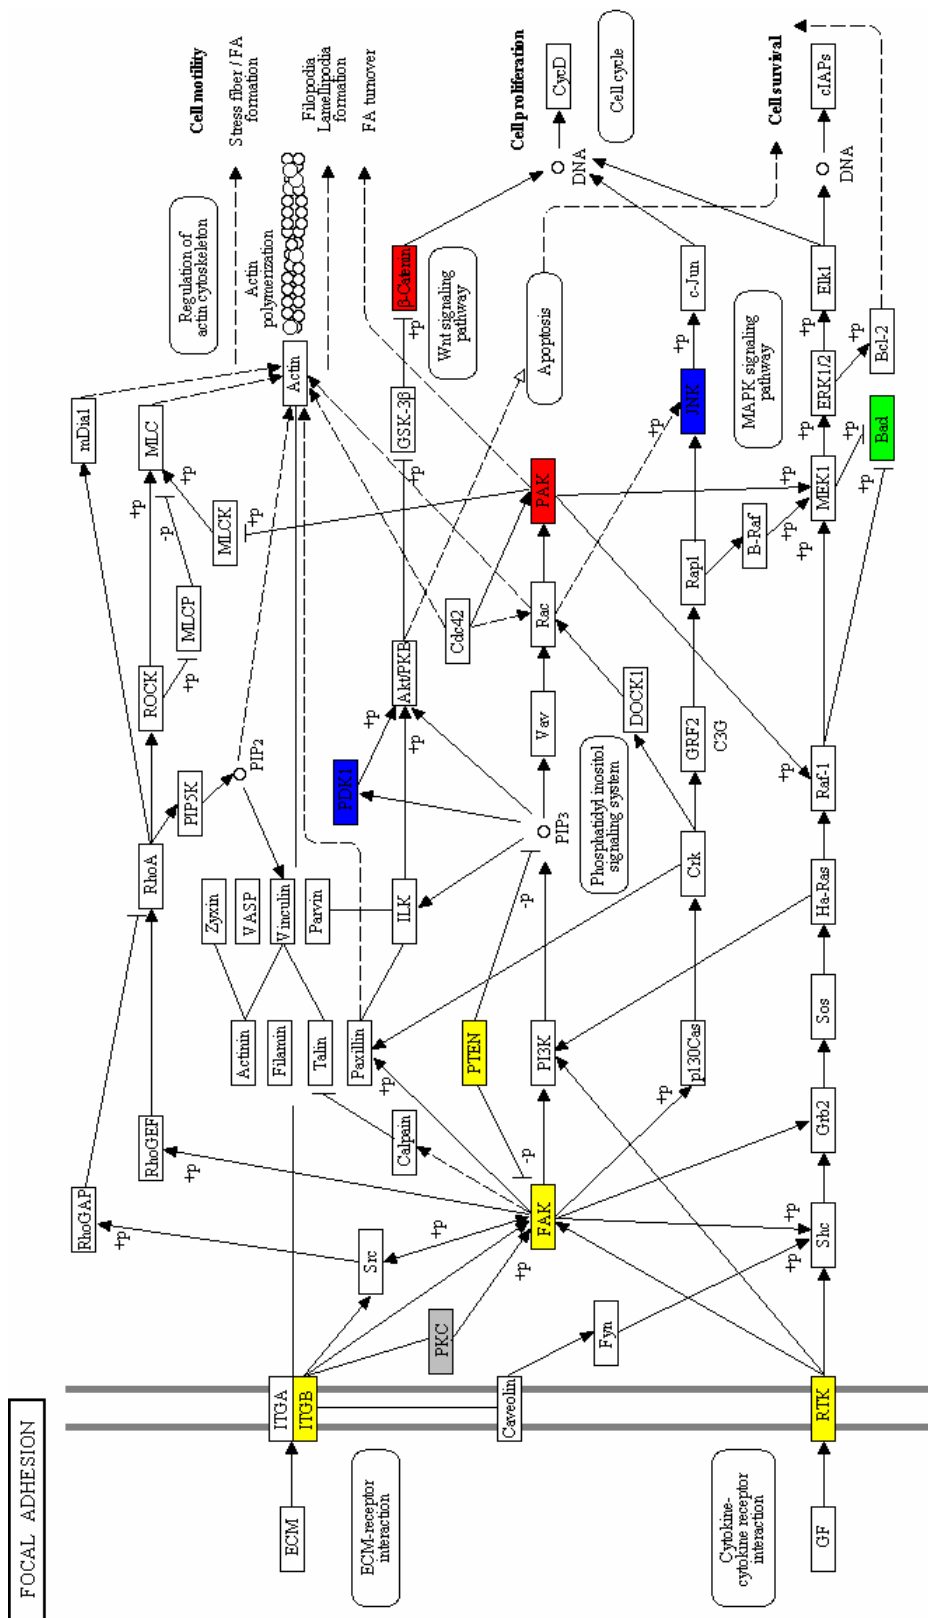 FOCAL ADHESION
ECM
ECM-receptor
interaction
Cytokine-
cytokine receptor
interaction
GF
ITGA
ITGB
Caveolin
RTK
RhoGAP
+p
Src
PKC
Fyn
RhoGEF
+p
+p
+p
FAK
-p
+p
+p
+p
Shc
Calpain
Actinin
Filamin
Talin
Paxillin
+p
PTEN
PI3K
p130Cas
Grb2
Sos
Zyxin
VASP
Vinculin
Parvin
ILK
-p
PIP3
Phosphatidyl inositol
signaling system
Crk
Ha-Ras
RhoA
PIP5K
PIP2
PDK1
+p
+p
Akt/PKB
Vav
DOCK1
GRF2
C3G
+p
Raf-1
ROCK
+p
MLCP
-p
+p
MLCK
+p
+p
MLC
mDia1
Cdc42
Rac
PAK
Rap1
B-Raf
+p
+p
+p
MEK1
+p
GSK-3β
+p
+p
β-Catenin
Wnt signaling
pathway
Apoptosis
+p
JNK
+p
c-Jun
MAPK signaling
pathway
+p
ERK1/2
+p
Elk1
+p
Bad
+p
+p
Bcl-2
Actin
Actin
polymerization
Regulation of
actin cytoskeleton
Cell motility
Stress fiber / FA
formation
Filopodia
Lamellipodia
formation
FA turnover
Cell proliferation
DNA
CycD
Cell cycle
Cell survival
DNA
cIAPs